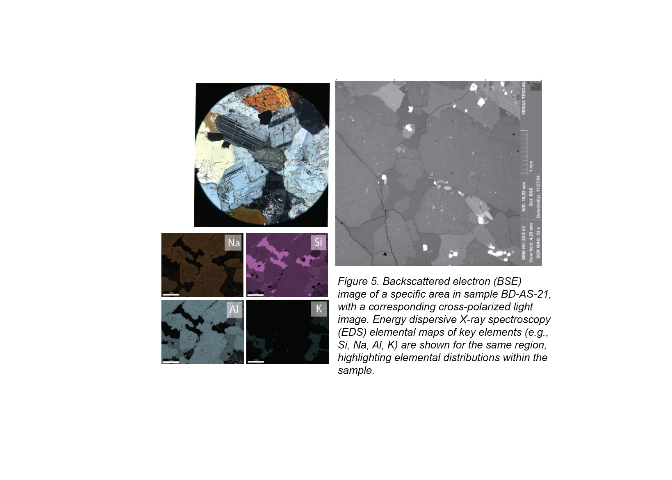 Na
Si
Al
K
Figure 5. Backscattered electron (BSE)
image of a specific area in sample BD-AS-21,
with a corresponding cross-polarized light
image. Energy dispersive X-ray spectroscopy
(EDS) elemental maps of key elements (e.g.,
Si, Na, Al, K) are shown for the same region,
highlighting elemental distributions within the
sample.